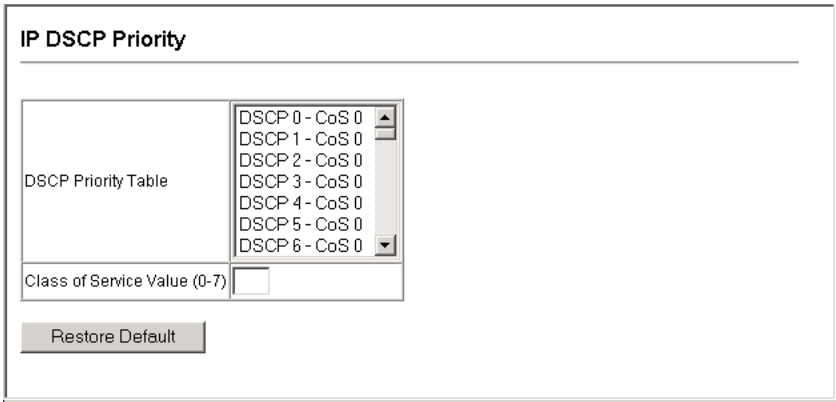 IP DSCP Priority
DSCP Priority Table
DSCP 0 - CoS 0
DSCP 1 - CoS 0
DSCP 2 - CoS 0
DSCP 3 - CoS 0
DSCP 4 - CoS 0
DSCP 5 - CoS 0
DSCP 6 - CoS 0
Class of Service Value (0-7)
Restore Default